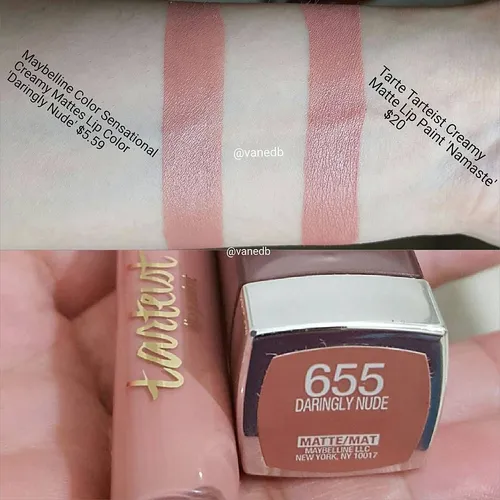 Maybelline Color Sensational
Creamy Mattes Lip Color
'Daringly Nude' $5.59
Tarte Tarteist Creamy
Matte Lip Paint 'Namaste'
$20
@vanedb
@vanedb
tarteist
655
DARINGLY NUDE
MATTE/MAT
MAYBELLINE LLC
NEW YORK, NY 10017